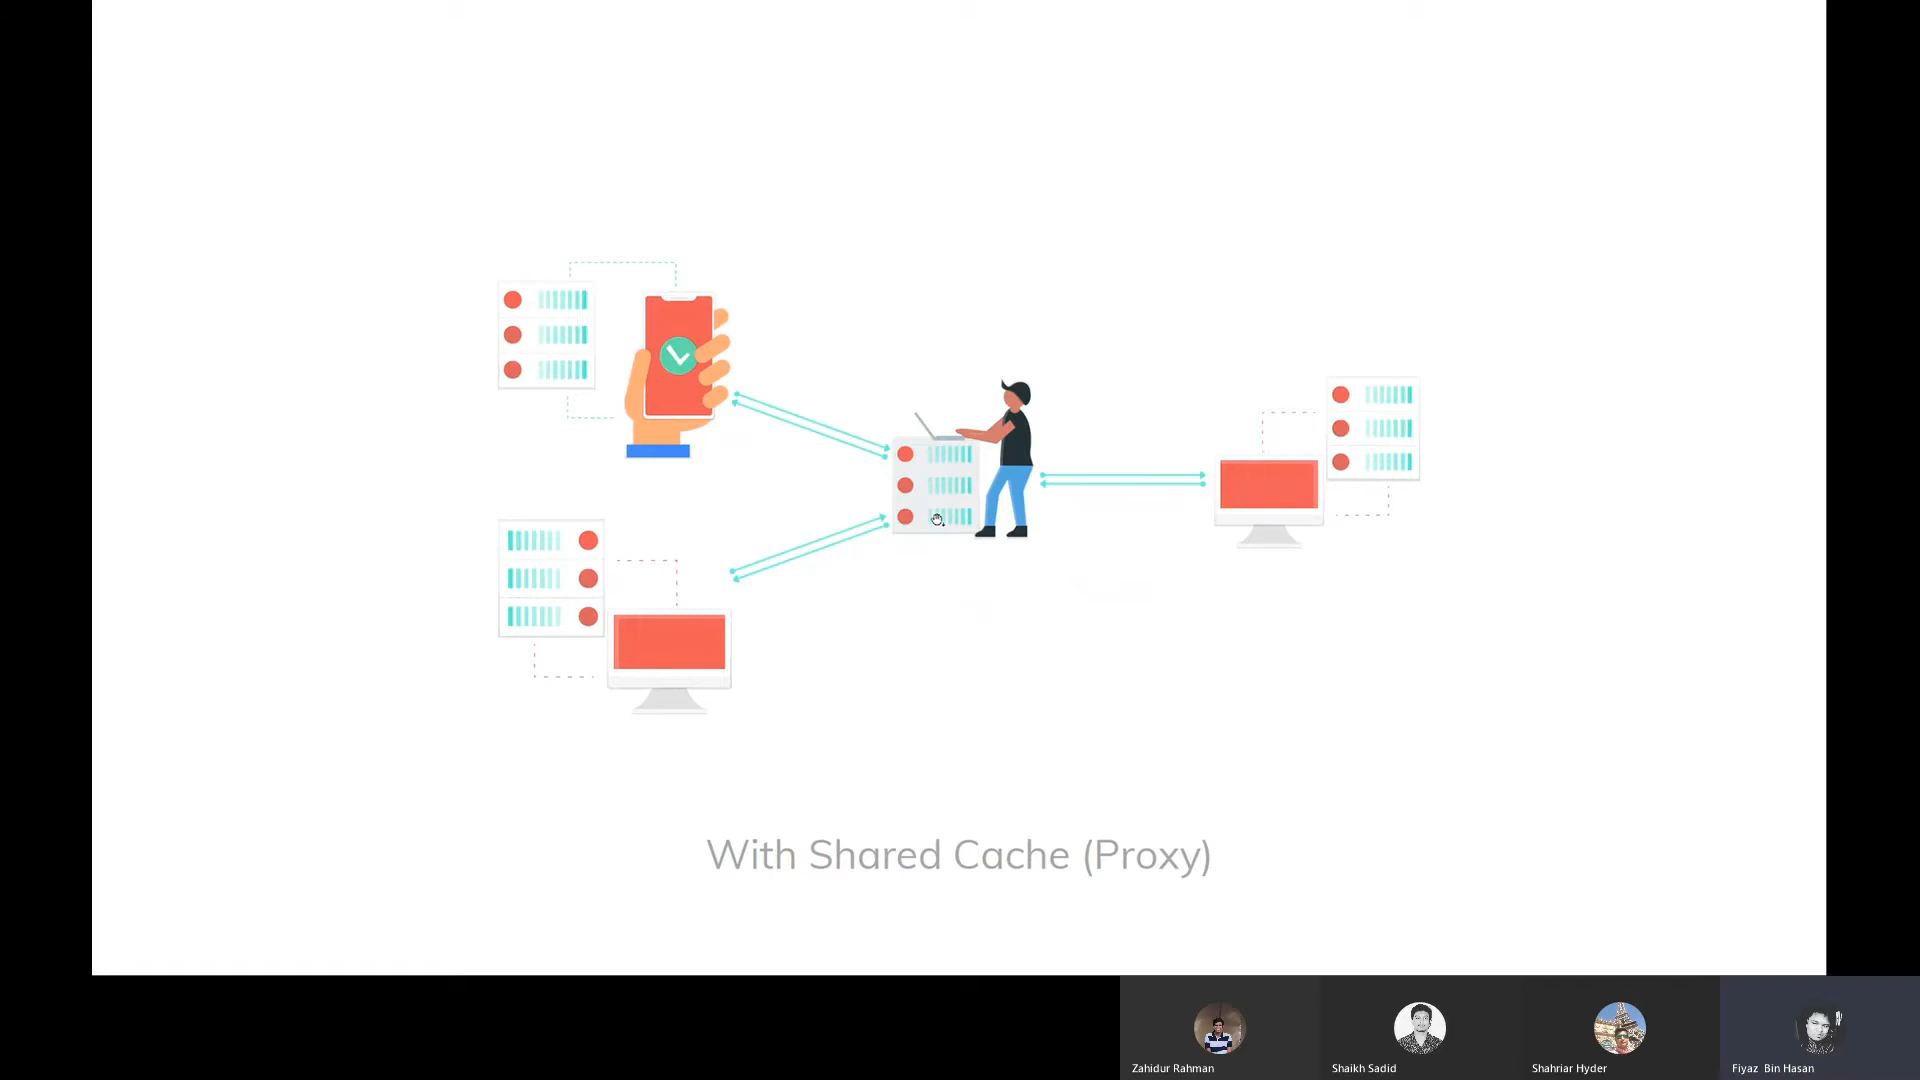 With Shared Cache (Proxy)
Zahidur Rahman
Shaikh Sadid
Shahriar Hyder
Fiyaz Bin Hasan